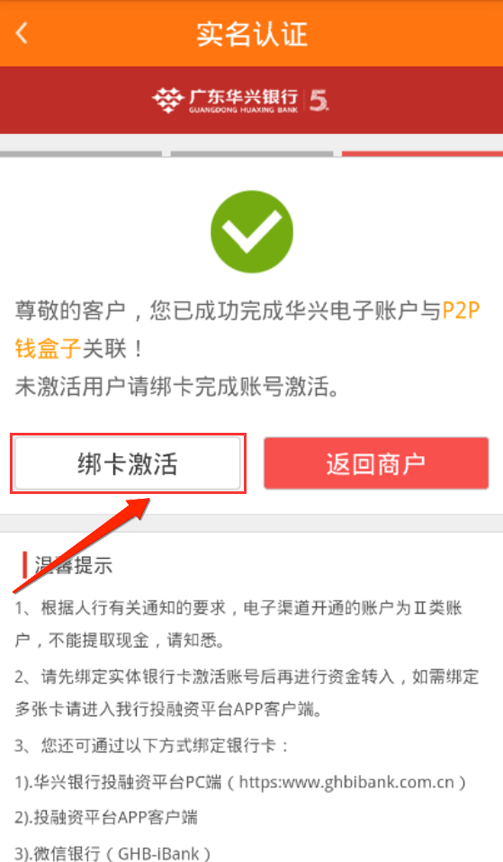 实名认证
广东华兴银行 5
GUANGDONG HUAXING BANK
尊敬的客户，您已成功完成华兴电子账户与P2P
钱盒子关联！
未激活用户请绑卡完成账号激活。
绑卡激活 返回商户
温馨提示
1、根据人行有关通知的要求，电子渠道开通的账户为Ⅱ类账
户，不能提取现金，请知悉。
2、请先绑定实体银行卡激活账号后再进行资金转入，如需绑定
多张卡请进入我行投融资平台APP客户端。
3、您还可通过以下方式绑定银行卡：
1).华兴银行投融资平台PC端（https:www.ghbibank.com.cn）
2).投融资平台APP客户端
3).微信银行（GHB-iBank）